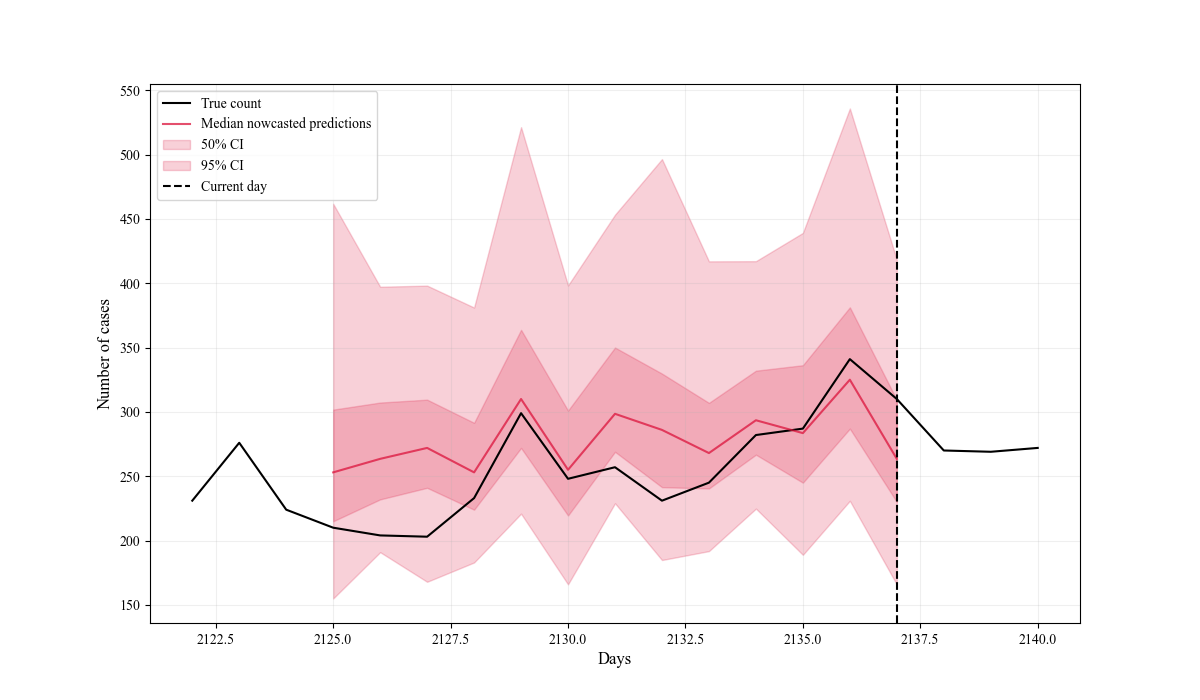 550
500
450
400
350
300
250
200
150
Number of cases
True count
Median nowcasted predictions
50% CI
95% CI
Current day
2122.5 2125.0 2127.5 2130.0 2132.5 2135.0 2137.5 2140.0
Days